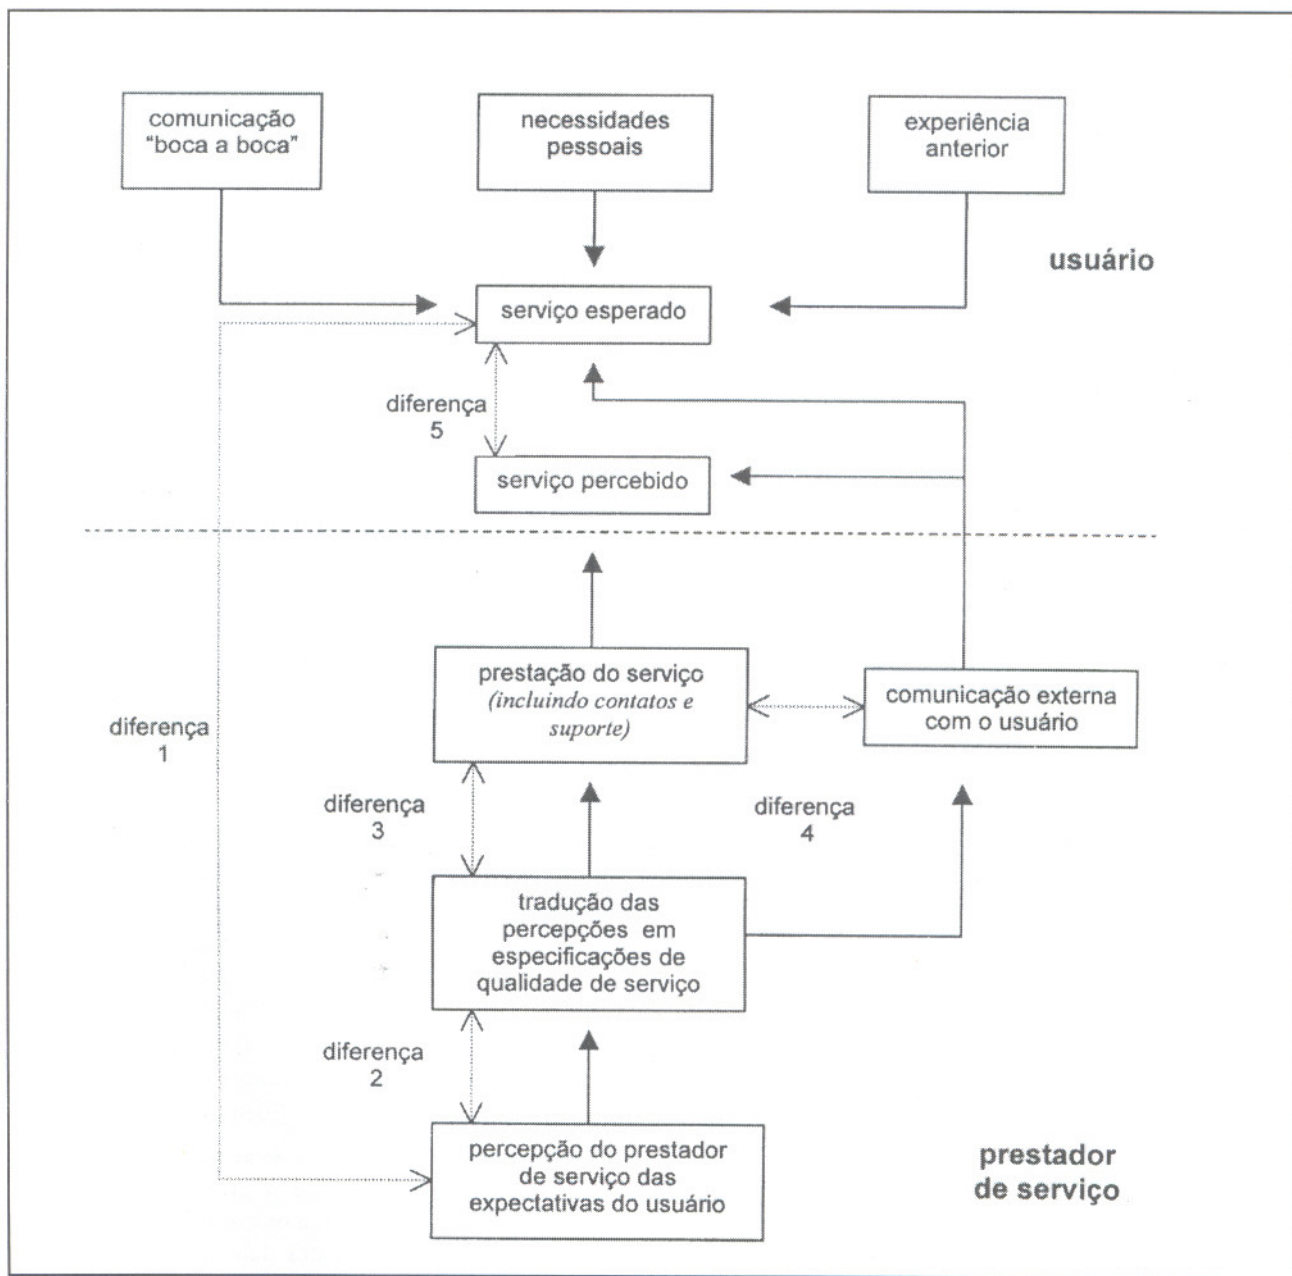 comunicação
"boca a boca"
necessidades
pessoais
experiência
anterior
usuário
serviço esperado
diferença
5
serviço percebido
prestação do serviço
(incluindo contatos e
suporte)
comunicação externa
com o usuário
diferença
1
diferença
3
diferença
4
tradução das
percepções em
especificações de
qualidade de serviço
diferença
2
percepção do prestador
de serviço das
expectativas do usuário
prestador
de serviço